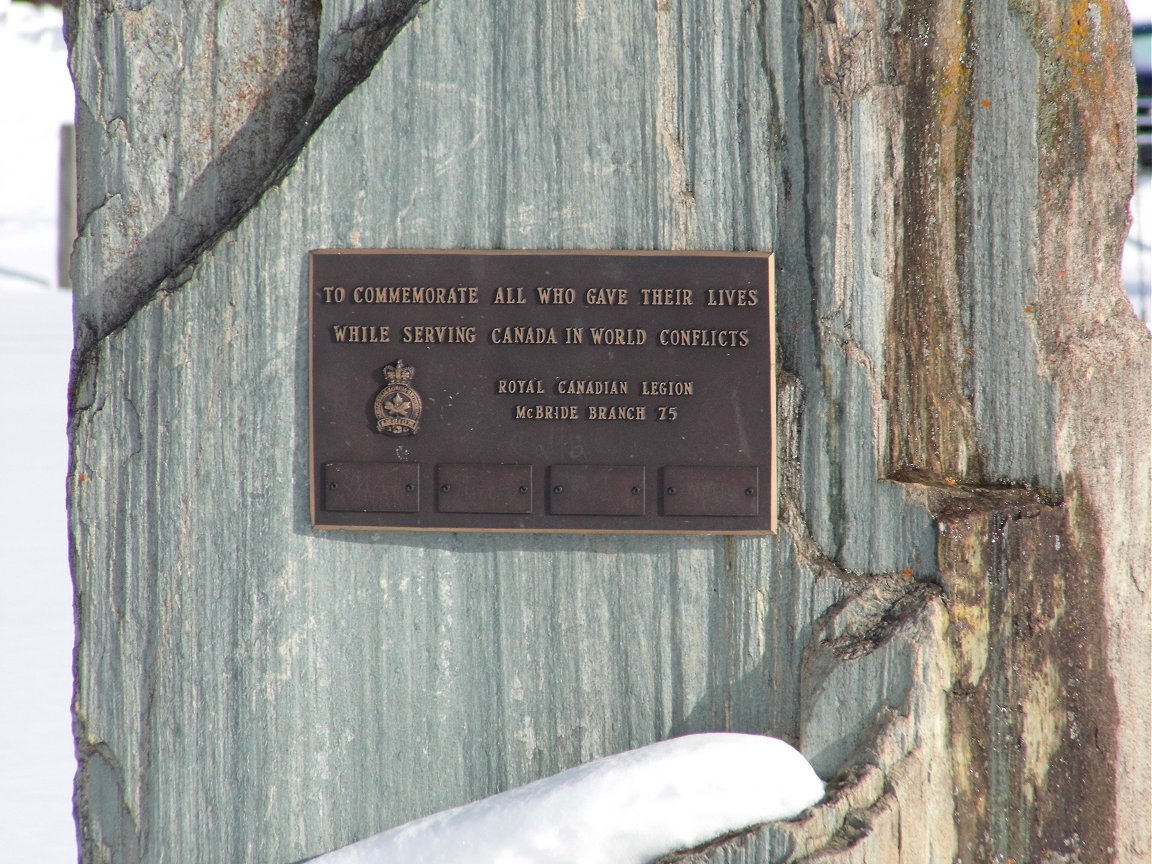 TO COMMEMORATE ALL WHO GAVE THEIR LIVES
WHILE SERVING CANADA IN WORLD CONFLICTS
ROYAL CANADIAN LEGION
McBRIDE BRANCH 75